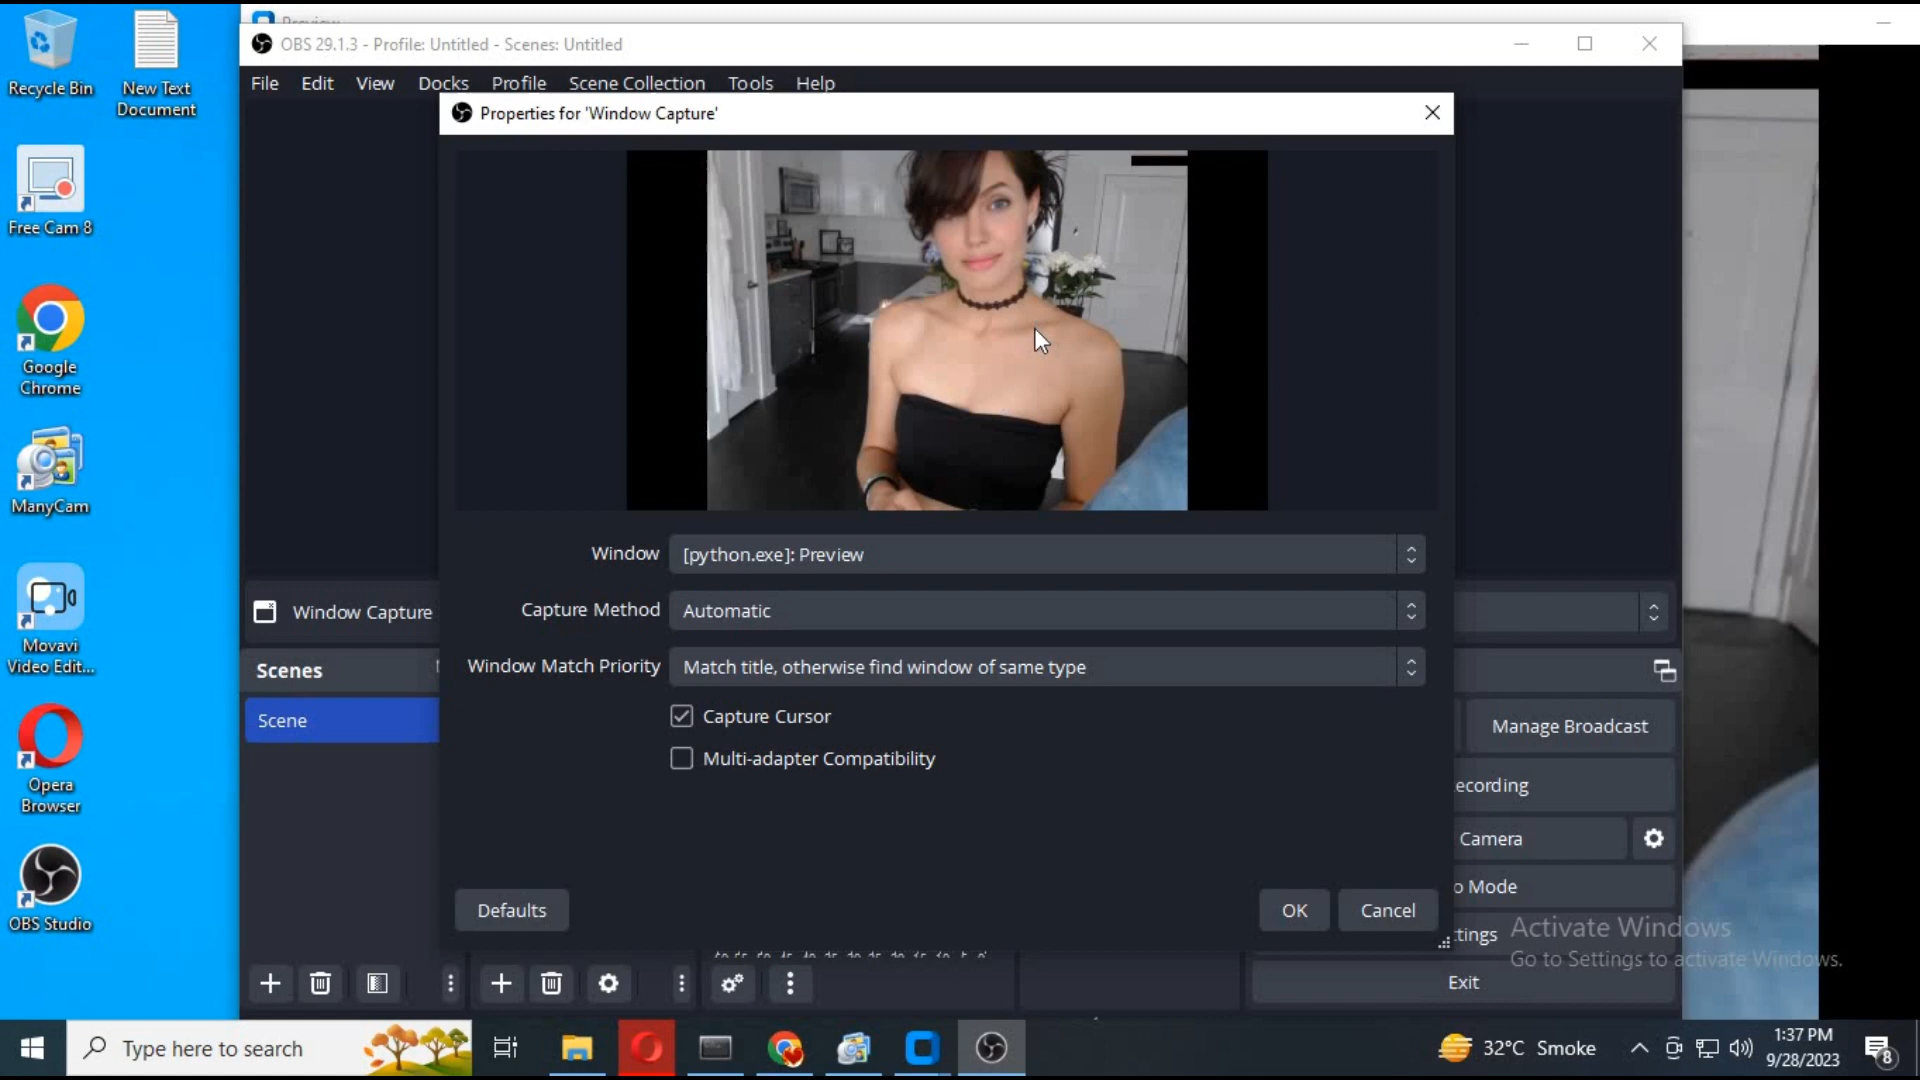 Recycle Bin
New Text
Document
Free Cam 8
Google
Chrome
ManyCam
Movavi
Video Edit...
Opera
Browser
OBS Studio
Preview
OBS 29.1.3 - Profile: Untitled - Scenes: Untitled
File Edit View Docks Profile Scene Collection Tools Help
Properties for 'Window Capture'
Window [python.exe]: Preview
Capture Method Automatic
Window Match Priority Match title, otherwise find window of same type
Capture Cursor
Multi-adapter Compatibility
Defaults OK Cancel
Window Capture
Scenes
Scene
Manage Broadcast
ecording
Camera
o Mode
tings
Exit
Activate Windows
Go to Settings to activate Windows.
Type here to search
32°C Smoke
1:37 PM
9/28/2023
8